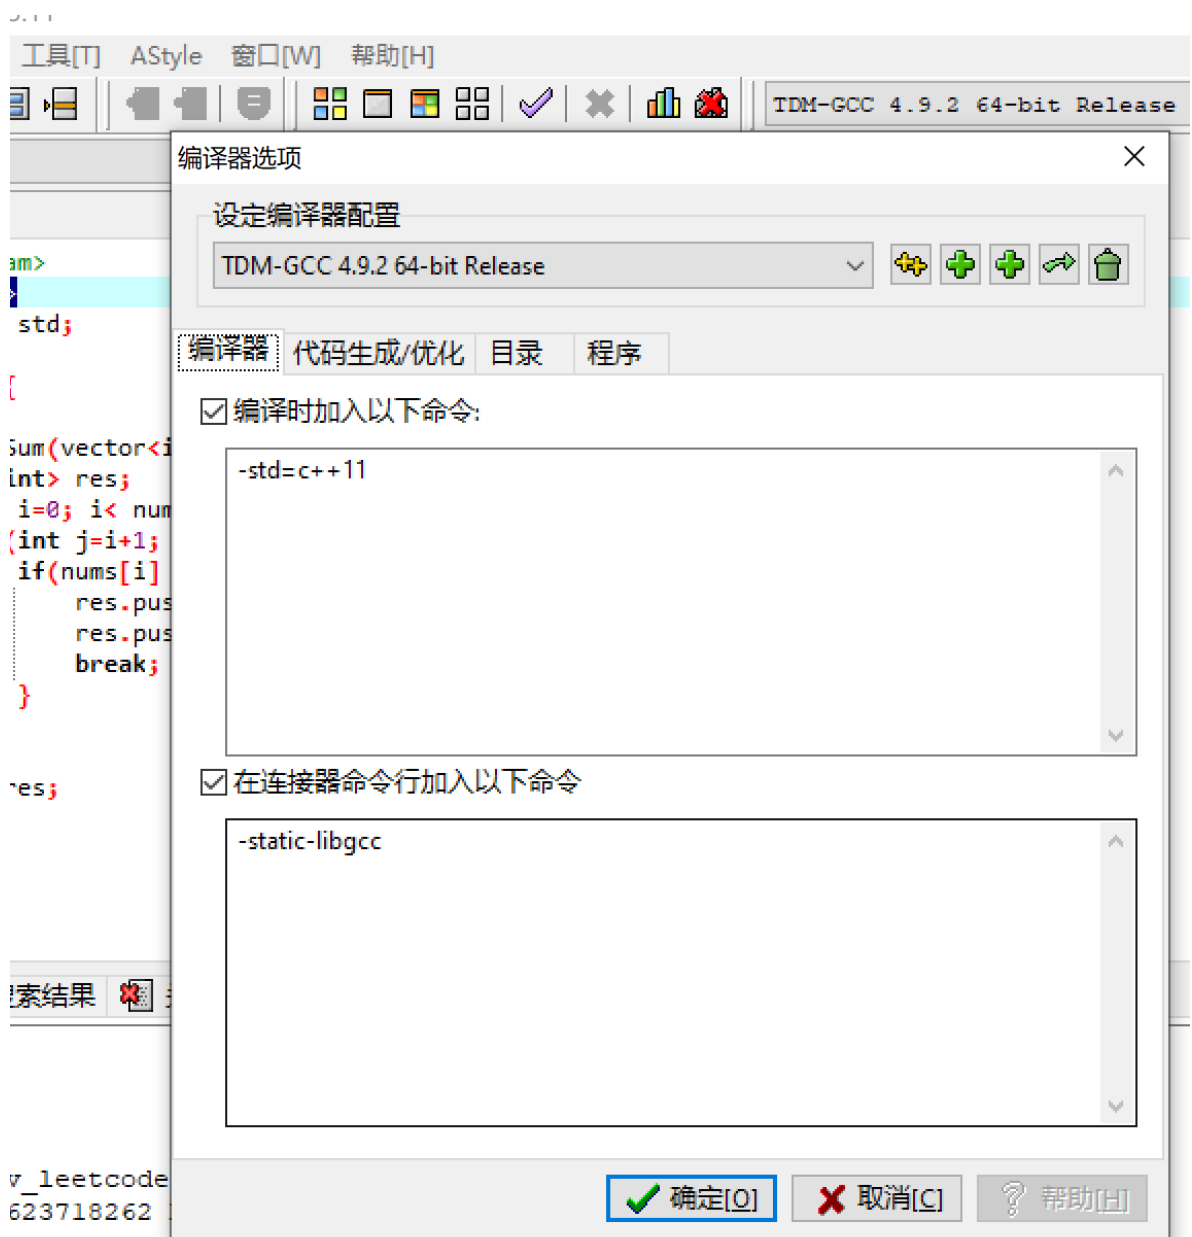 工具[T] AStyle 窗口[W] 帮助[H]
TDM-GCC 4.9.2 64-bit Release
编译器选项
设定编译器配置
TDM-GCC 4.9.2 64-bit Release
编译器 代码生成/优化 目录 程序
编译时加入以下命令:
-std=c++11
在连接器命令行加入以下命令
-static-libgcc
确定[O] 取消[C] 帮助[H]
am>
std;
{
Sum(vector<i
int> res;
i=0; i< num
(int j=i+1;
if(nums[i]
res.pus
res.pus
break;
}
res;
索结果
v_leetcode
623718262